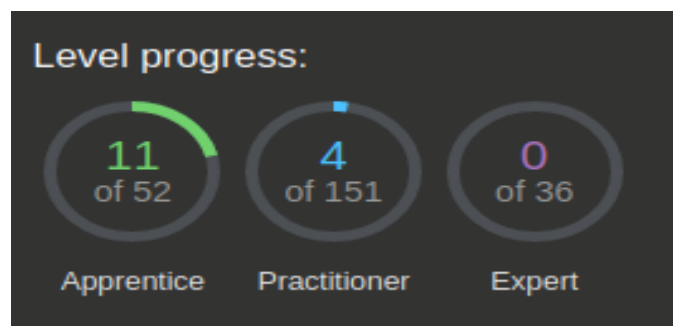 Level progress:
11
of 52
4
of 151
0
of 36
Apprentice
Practitioner
Expert